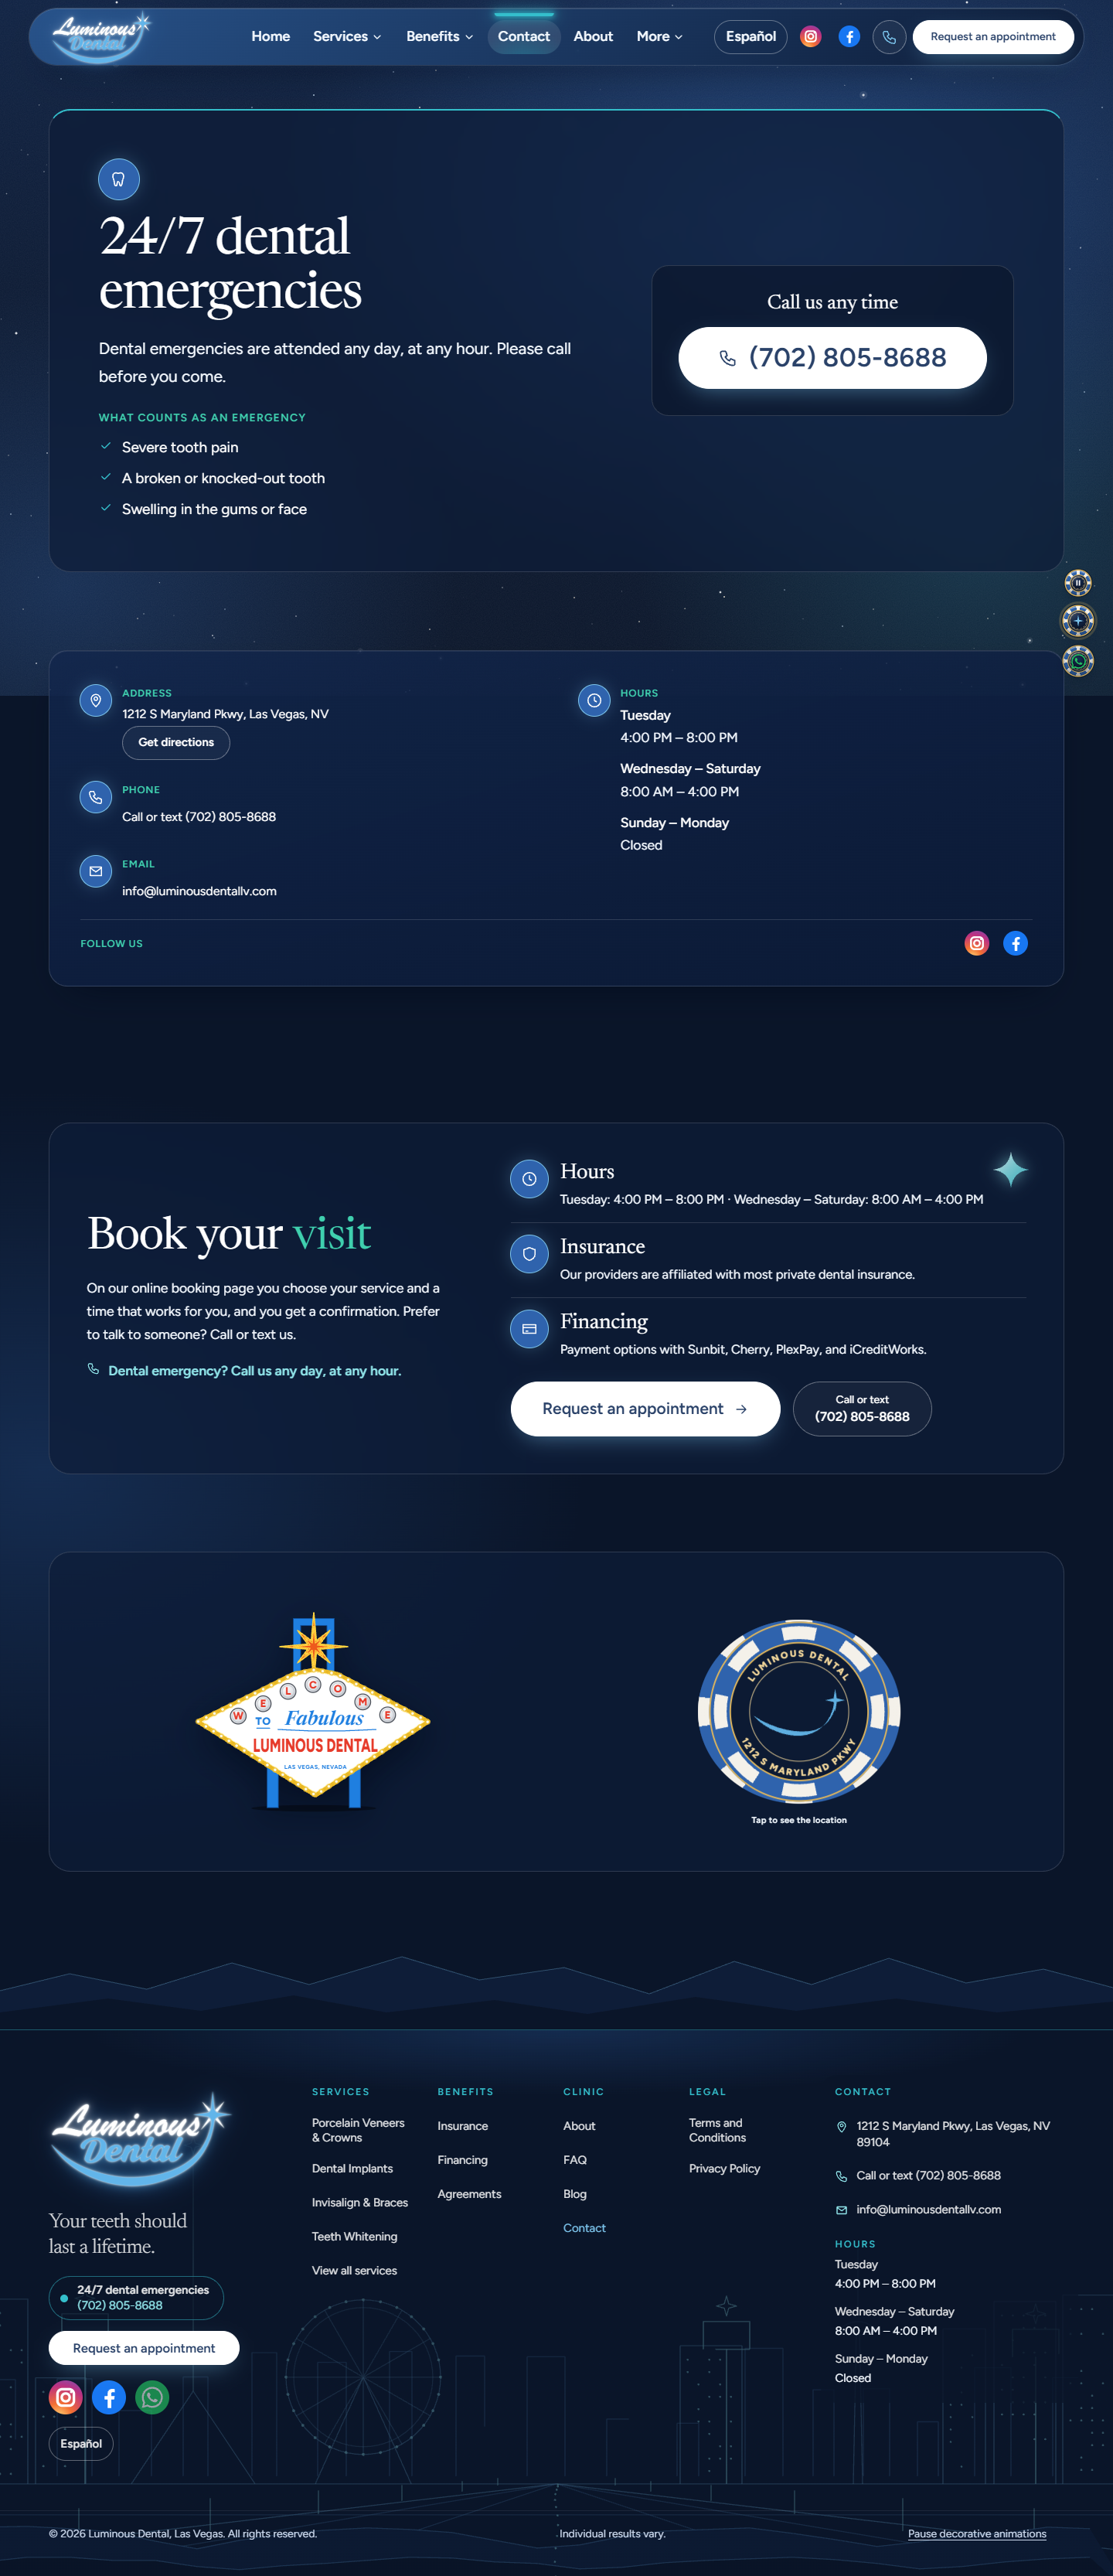 Luminous
Dental
Home
Services
Benefits
Contact
About
More
Español
Request an appointment
24/7 dental
emergencies
Dental emergencies are attended any day, at any hour. Please call
before you come.
WHAT COUNTS AS AN EMERGENCY
Severe tooth pain
A broken or knocked-out tooth
Swelling in the gums or face
Call us any time
(702) 805-8688
ADDRESS
1212 S Maryland Pkwy, Las Vegas, NV
Get directions
PHONE
Call or text (702) 805-8688
EMAIL
info@luminousdentallv.com
HOURS
Tuesday
4:00 PM – 8:00 PM
Wednesday – Saturday
8:00 AM – 4:00 PM
Sunday – Monday
Closed
FOLLOW US
Book your visit
On our online booking page you choose your service and a
time that works for you, and you get a confirmation. Prefer
to talk to someone? Call or text us.
Dental emergency? Call us any day, at any hour.
Hours
Tuesday: 4:00 PM – 8:00 PM · Wednesday – Saturday: 8:00 AM – 4:00 PM
Insurance
Our providers are affiliated with most private dental insurance.
Financing
Payment options with Sunbit, Cherry, PlexPay, and iCreditWorks.
Request an appointment
Call or text
(702) 805-8688
WELCOME
TO Fabulous
LUMINOUS DENTAL
LAS VEGAS, NEVADA
LUMINOUS DENTAL
1212 S MARYLAND PKWY
Tap to see the location
Luminous
Dental
Your teeth should
last a lifetime.
24/7 dental emergencies
(702) 805-8688
Request an appointment
Español
SERVICES
Porcelain Veneers
& Crowns
Dental Implants
Invisalign & Braces
Teeth Whitening
View all services
BENEFITS
Insurance
Financing
Agreements
CLINIC
About
FAQ
Blog
Contact
LEGAL
Terms and
Conditions
Privacy Policy
CONTACT
1212 S Maryland Pkwy, Las Vegas, NV
89104
Call or text (702) 805-8688
info@luminousdentallv.com
HOURS
Tuesday
4:00 PM – 8:00 PM
Wednesday – Saturday
8:00 AM – 4:00 PM
Sunday – Monday
Closed
© 2026 Luminous Dental, Las Vegas. All rights reserved.
Individual results vary.
Pause decorative animations